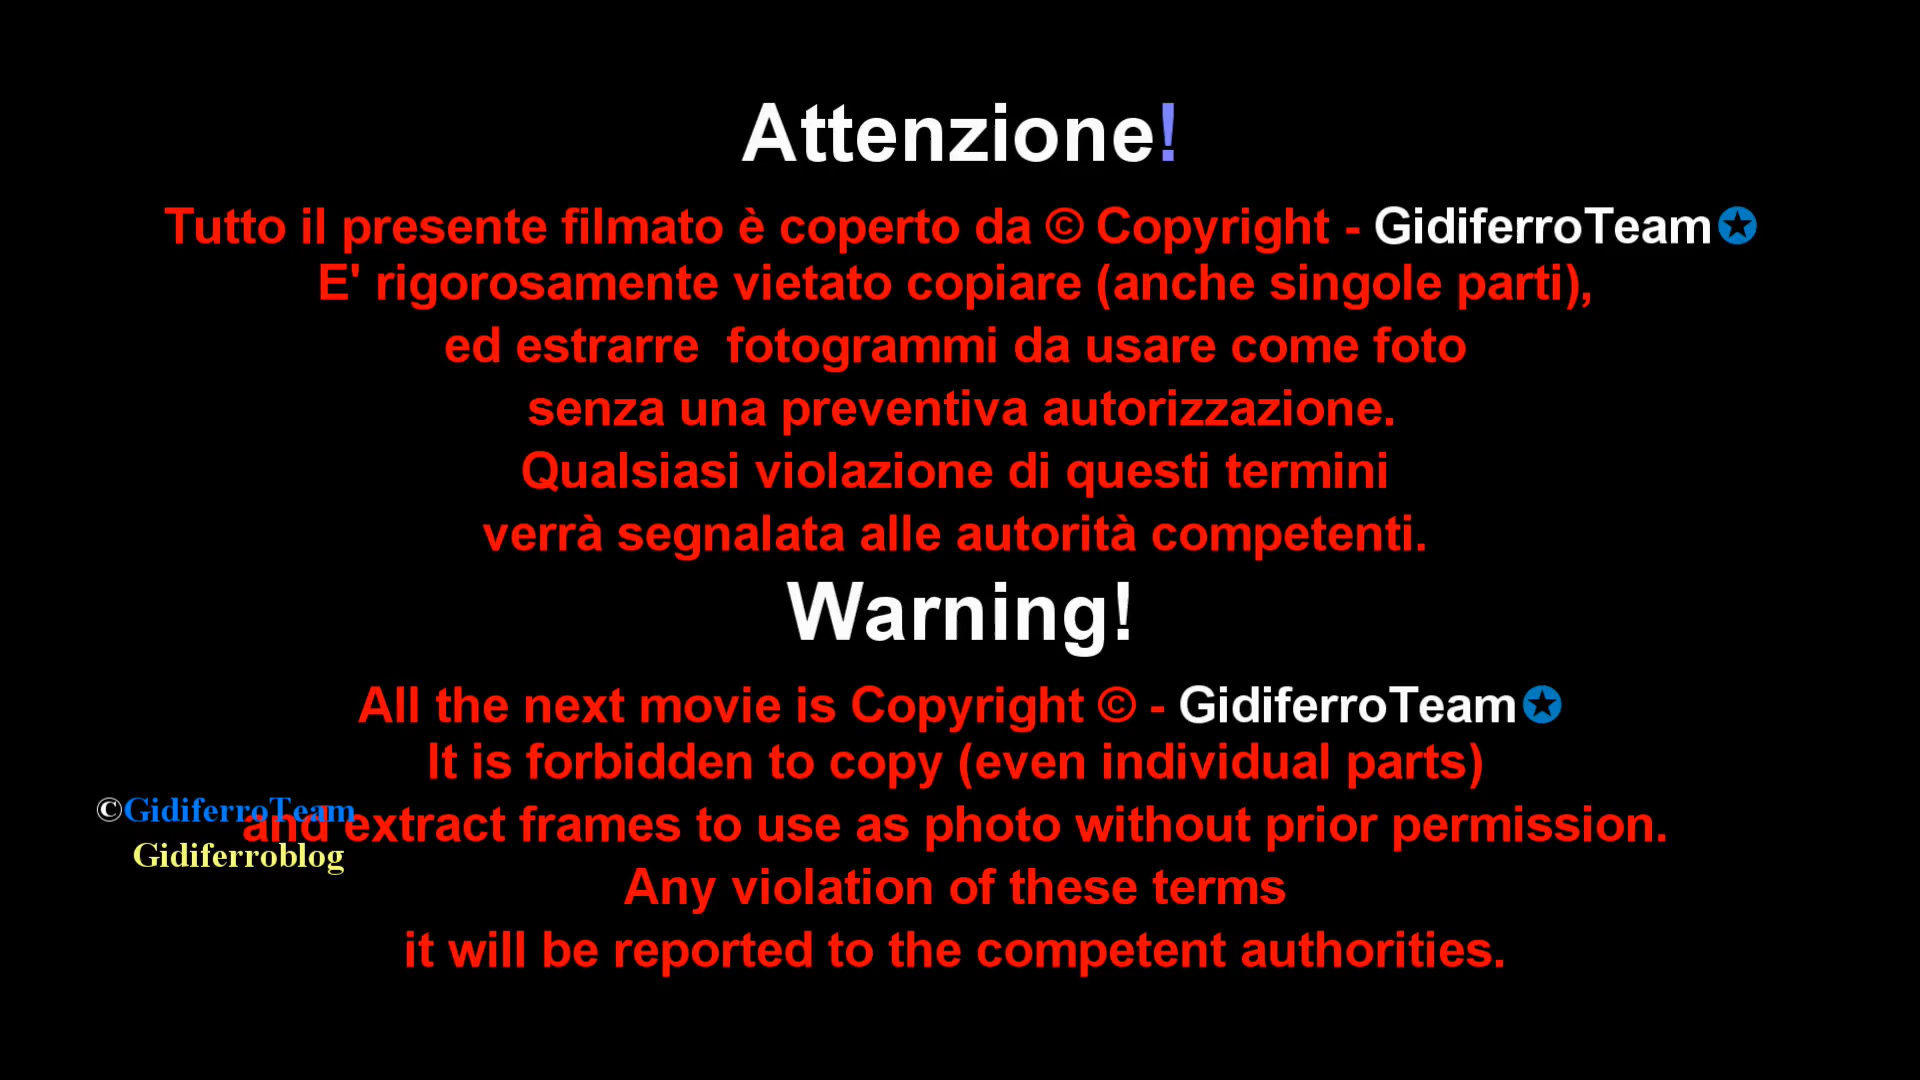 Attenzione!
Tutto il presente filmato è coperto da © Copyright - GidiferroTeam✪
E' rigorosamente vietato copiare (anche singole parti),
ed estrarre  fotogrammi da usare come foto
senza una preventiva autorizzazione.
Qualsiasi violazione di questi termini
verrà segnalata alle autorità competenti.
Warning!
All the next movie is Copyright © - GidiferroTeam✪
It is forbidden to copy (even individual parts)
©GidiferroTeam
and extract frames to use as photo without prior permission.
Gidiferroblog
Any violation of these terms
it will be reported to the competent authorities.